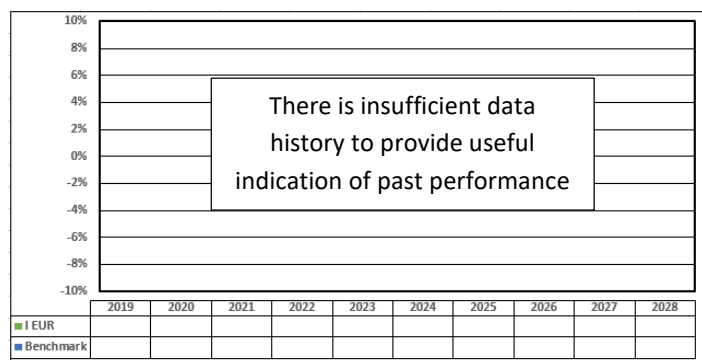 10%
8%
6%
4%
2%
0%
-2%
-4%
-6%
-8%
-10%
There is insufficient data
history to provide useful
indication of past performance
2019 2020 2021 2022 2023 2024 2025 2026 2027 2028
I EUR
Benchmark